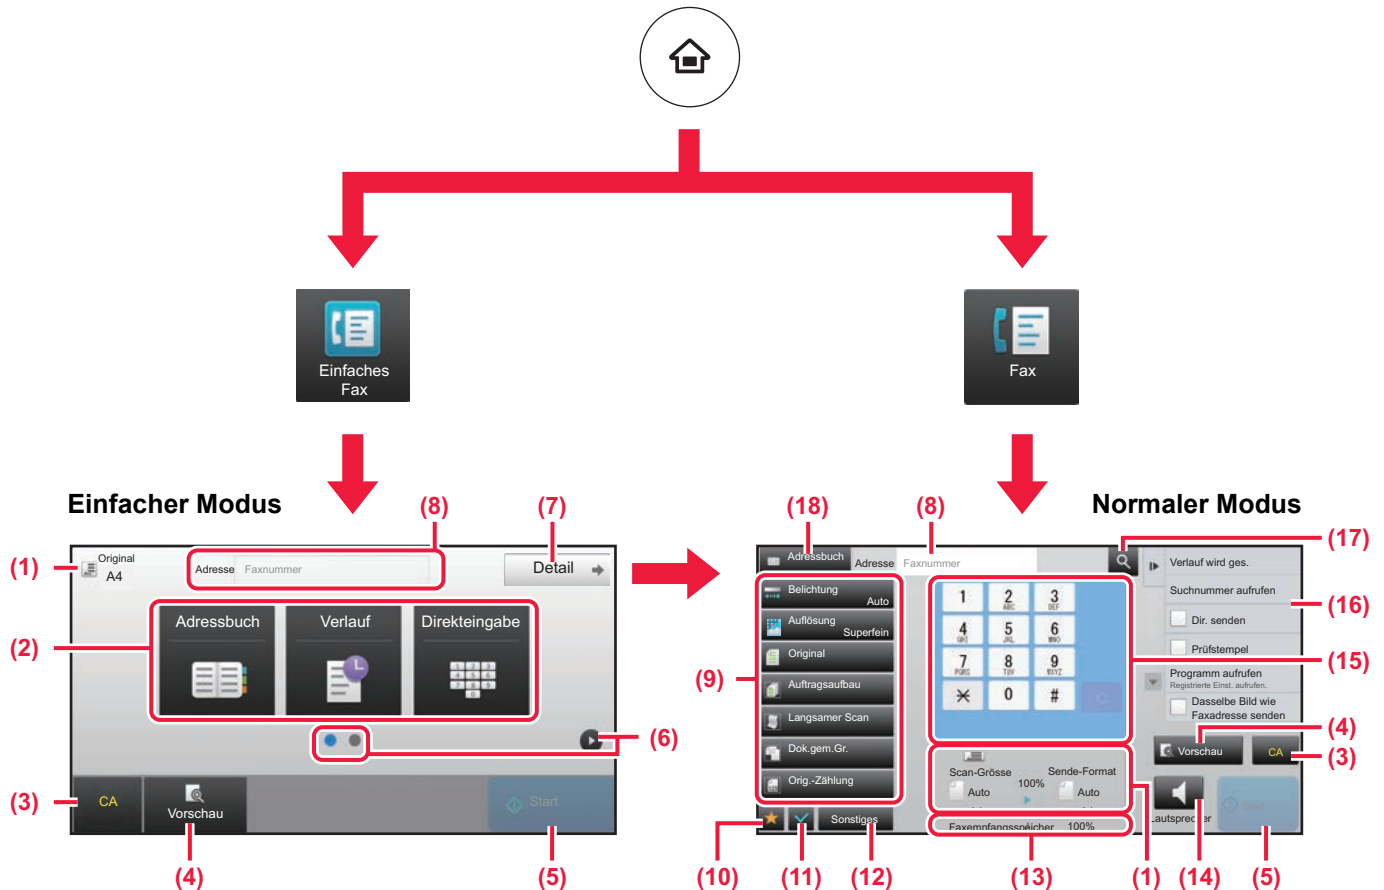 Einfaches
Fax
Fax
Einfacher Modus
Normaler Modus
(8)
(7)
(1)
Original
A4
Adresse
Faxnummer
Detail
(2)
Adressbuch
Verlauf
Direkteingabe
(6)
(3)
CA
Vorschau
Start
(4)
(5)
(18)
(8)
(17)
Adressbuch
Adresse
Faxnummer
Verlauf wird ges.
Suchnummer aufrufen
(16)
Dir. senden
Prüfstempel
(15)
Programm aufrufen
Registrierte Einst. aufrufen.
Dasselbe Bild wie
Faxadresse senden
(4)
Vorschau
CA
(3)
(9)
Belichtung
Auto
Auflösung
Superfein
Original
Auftragsaufbau
Langsamer Scan
Dok.gem.Gr.
Orig.-Zählung
Sonstiges
1
2
ABC
3
DEF
4
GHI
5
JKL
6
MNO
7
PQRS
8
TUV
9
WXYZ
0
#
C
Scan-Grösse
Auto
100%
Sende-Format
Auto
Faxempfangsspeicher 100%
Lautsprecher
Start
(10)
(11)
(12)
(13)
(1)
(14)
(5)